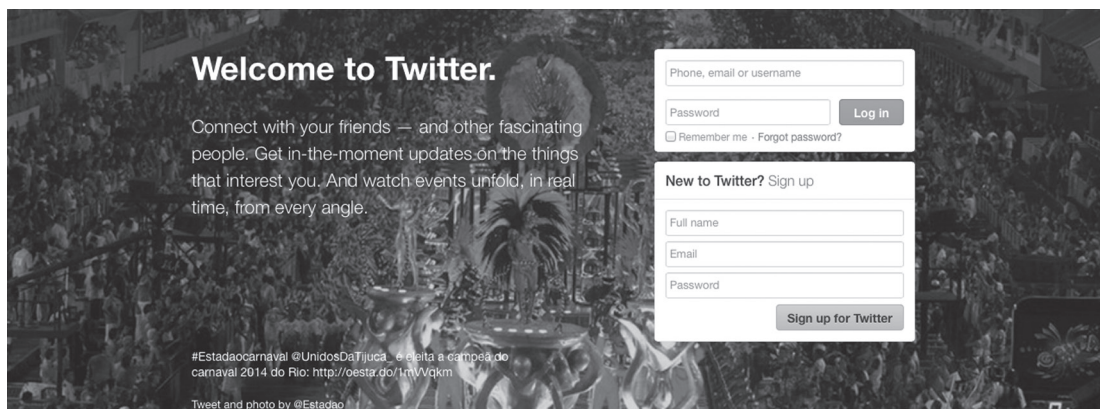 Welcome to Twitter.
Connect with your friends — and other fascinating
people. Get in-the-moment updates on the things
that interest you. And watch events unfold, in real
time, from every angle.
#Estadaocarnaval @UnidosDaTijuca_ é eleita a campeã do
carnaval 2014 do Rio: http://oesta.do/1mVVqkm
Tweet and photo by @Estadao
Phone, email or username
Password
Log in
Remember me · Forgot password?
New to Twitter? Sign up
Full name
Email
Password
Sign up for Twitter